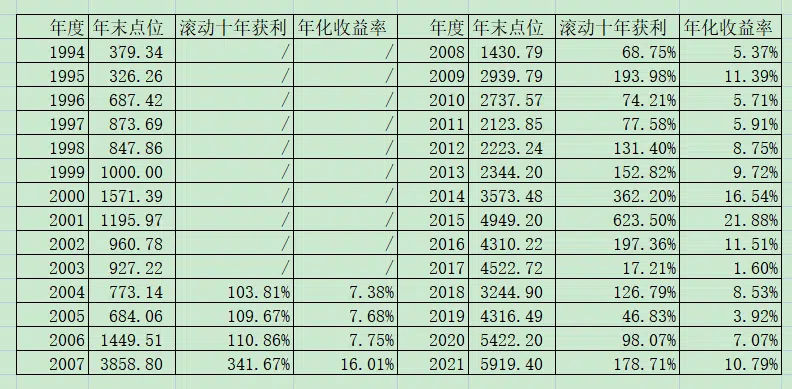 年度 年末点位 滚动十年获利 年化收益率 年度 年末点位 滚动十年获利 年化收益率
1994 379.34 / / 2008 1430.79 68.75% 5.37%
1995 326.26 / / 2009 2939.79 193.98% 11.39%
1996 687.42 / / 2010 2737.57 74.21% 5.71%
1997 873.69 / / 2011 2123.85 77.58% 5.91%
1998 847.86 / / 2012 2223.24 131.40% 8.75%
1999 1000.00 / / 2013 2344.20 152.82% 9.72%
2000 1571.39 / / 2014 3573.48 362.20% 16.54%
2001 1195.97 / / 2015 4949.20 623.50% 21.88%
2002 960.78 / / 2016 4310.22 197.36% 11.51%
2003 927.22 / / 2017 4522.72 17.21% 1.60%
2004 773.14 103.81% 7.38% 2018 3244.90 126.79% 8.53%
2005 684.06 109.67% 7.68% 2019 4316.49 46.83% 3.92%
2006 1449.51 110.86% 7.75% 2020 5422.20 98.07% 7.07%
2007 3858.80 341.67% 16.01% 2021 5919.40 178.71% 10.79%